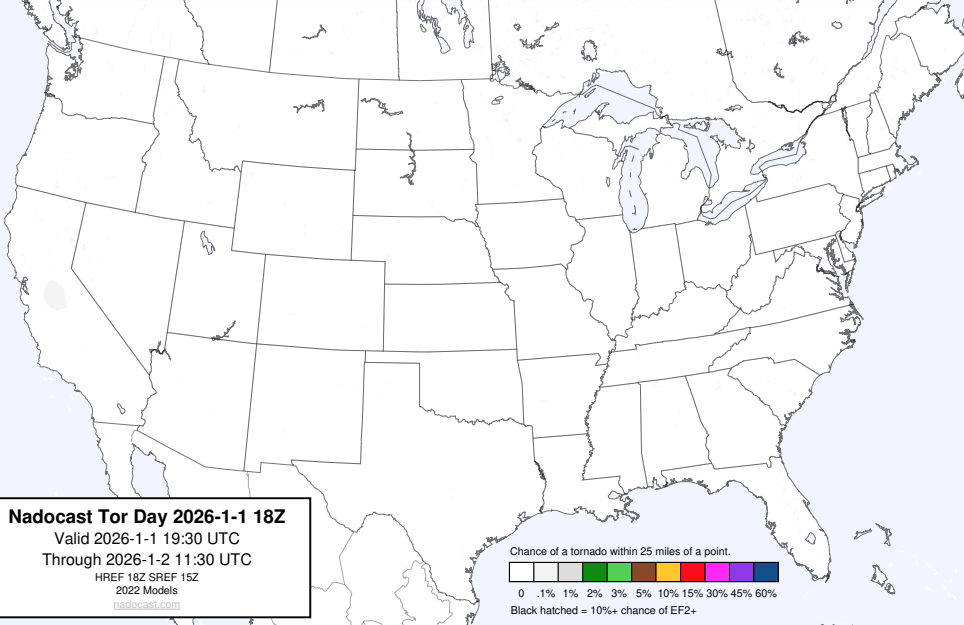 Nadocast Tor Day 2026-1-1 18Z
Valid 2026-1-1 19:30 UTC
Through 2026-1-2 11:30 UTC
HREF 18Z SREF 15Z
2022 Models
nadocast.com
Chance of a tornado within 25 miles of a point.
0 .1% 1% 2% 3% 5% 10% 15% 30% 45% 60%
Black hatched = 10%+ chance of EF2+